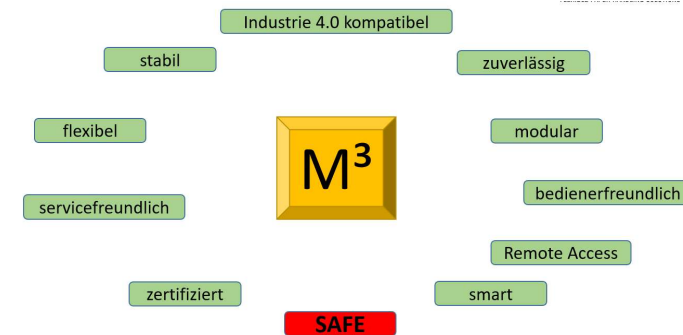 Industrie 4.0 kompatibel
stabil
zuverlässig
flexibel
modular
M³
servicefreundlich
bedienerfreundlich
Remote Access
zertifiziert
smart
SAFE